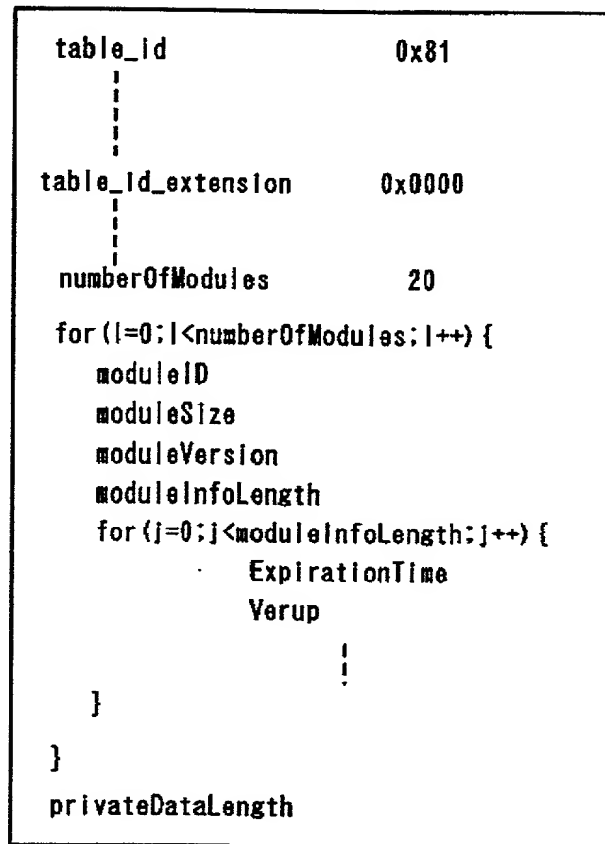 table_id 0x81
table_id_extension 0x0000
numberOfModules 20
for(i=0;i<numberOfModules;i++){
moduleID
moduleSize
moduleVersion
moduleInfoLength
for(j=0;j<moduleInfoLength;j++){
ExpirationTime
Verup
}
}
privateDataLength